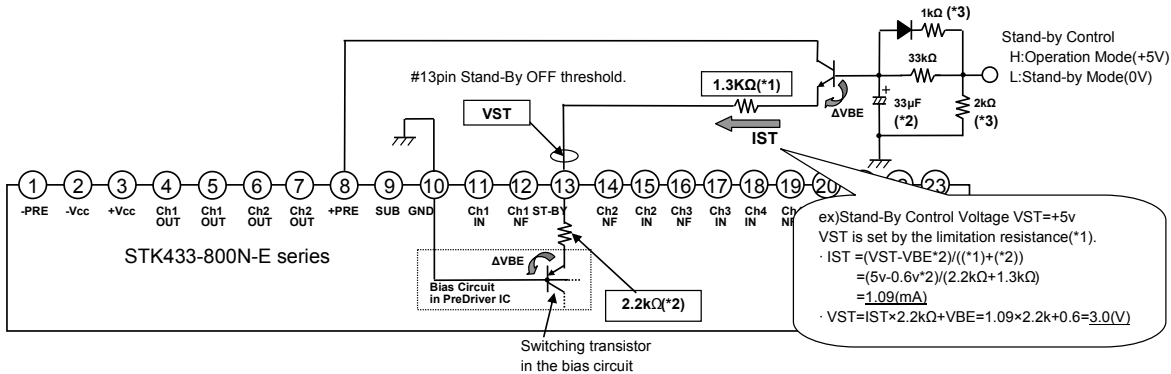 1kΩ (*3)
Stand-by Control
H:Operation Mode(+5V)
L:Stand-by Mode(0V)
33kΩ
#13pin Stand-By OFF threshold.
1.3KΩ(*1)
ΔVBE
33μF
(*2)
2kΩ
(*3)
VST
IST
1 2 3 4 5 6 7 8 9 10 11 12 13 14 15 16 17 18 19 20 23
-PRE -Vcc +Vcc Ch1 OUT Ch1 OUT Ch2 OUT Ch2 OUT +PRE SUB GND Ch1 IN Ch1 NF ST-BY Ch2 NF Ch2 IN Ch3 NF Ch3 IN Ch4 IN
STK433-800N-E series
ΔVBE
Bias Circuit
in PreDriver IC
2.2kΩ(*2)
Switching transistor
in the bias circuit
ex)Stand-By Control Voltage VST=+5v
VST is set by the limitation resistance(*1).
· IST =(VST-VBE*2)/((*1)+(*2))
=(5v-0.6v*2)/(2.2kΩ+1.3kΩ)
=1.09(mA)
· VST=IST×2.2kΩ+VBE=1.09×2.2k+0.6=3.0(V)